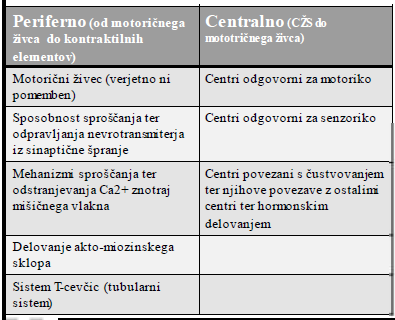 Periferno (od motoričnega
živca do kontraktilnih
elementov)
Centralno (CŽS do
mototričnega živca)
Motorični živec (verjetno ni
pomemben)
Centri odgovorni za motoriko
Sposobnost sproščanja ter
odpravljanja nevrotransmiterja
iz sinaptične špranje
Centri odgovorni za senzoriko
Mehanizmi sproščanja ter
odstranjevanja Ca2+ znotraj
mišičnega vlakna
Centri povezani s čustvovanjem
ter njihove povezave z ostalimi
centri ter hormonskim
delovanjem
Delovanje akto-miozinskega
sklopa
Sistem T-cevčic (tubularni
sistem)